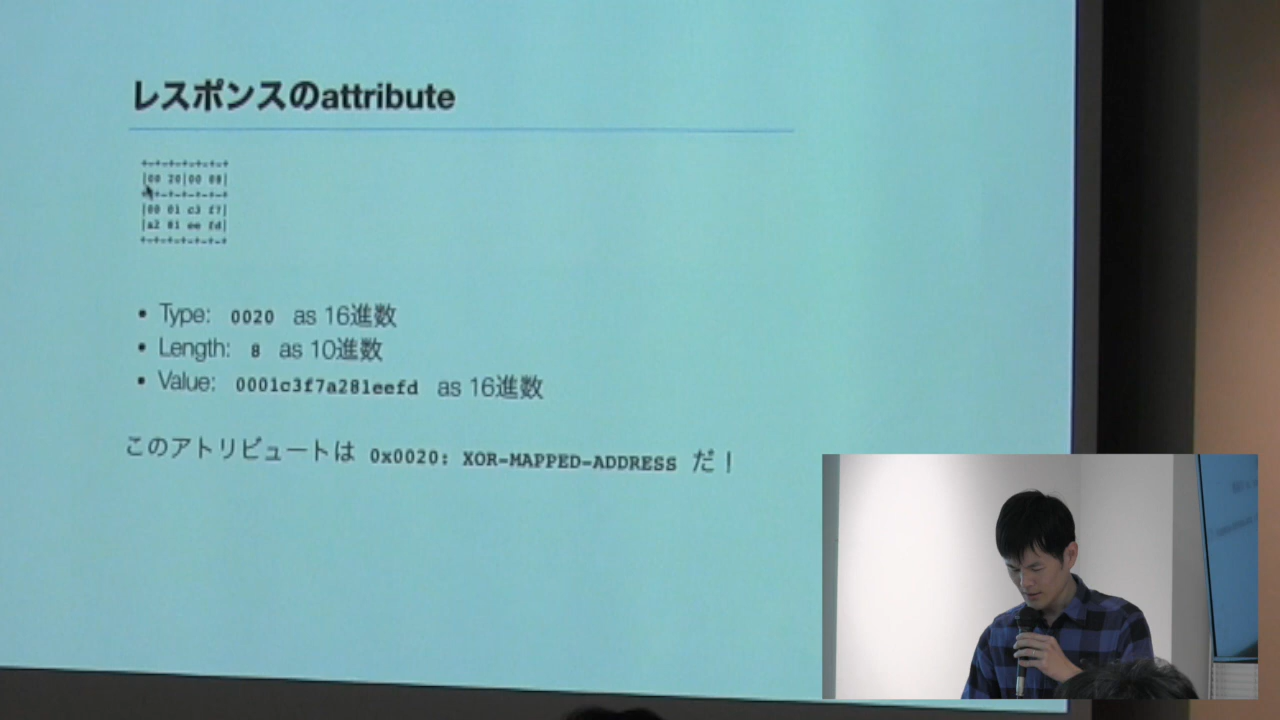 レスポンスのattribute
+-+-+-+-+-+-+
|00 20|00 08|
+-+-+-+-+-+-+
|00 01 c3 f7|
|a2 81 ee fd|
+-+-+-+-+-+-+
• Type: 0020 as 16進数
• Length: 8 as 10進数
• Value: 0001c3f7a281eefd as 16進数
このアトリビュートは 0x0020: XOR-MAPPED-ADDRESS だ！